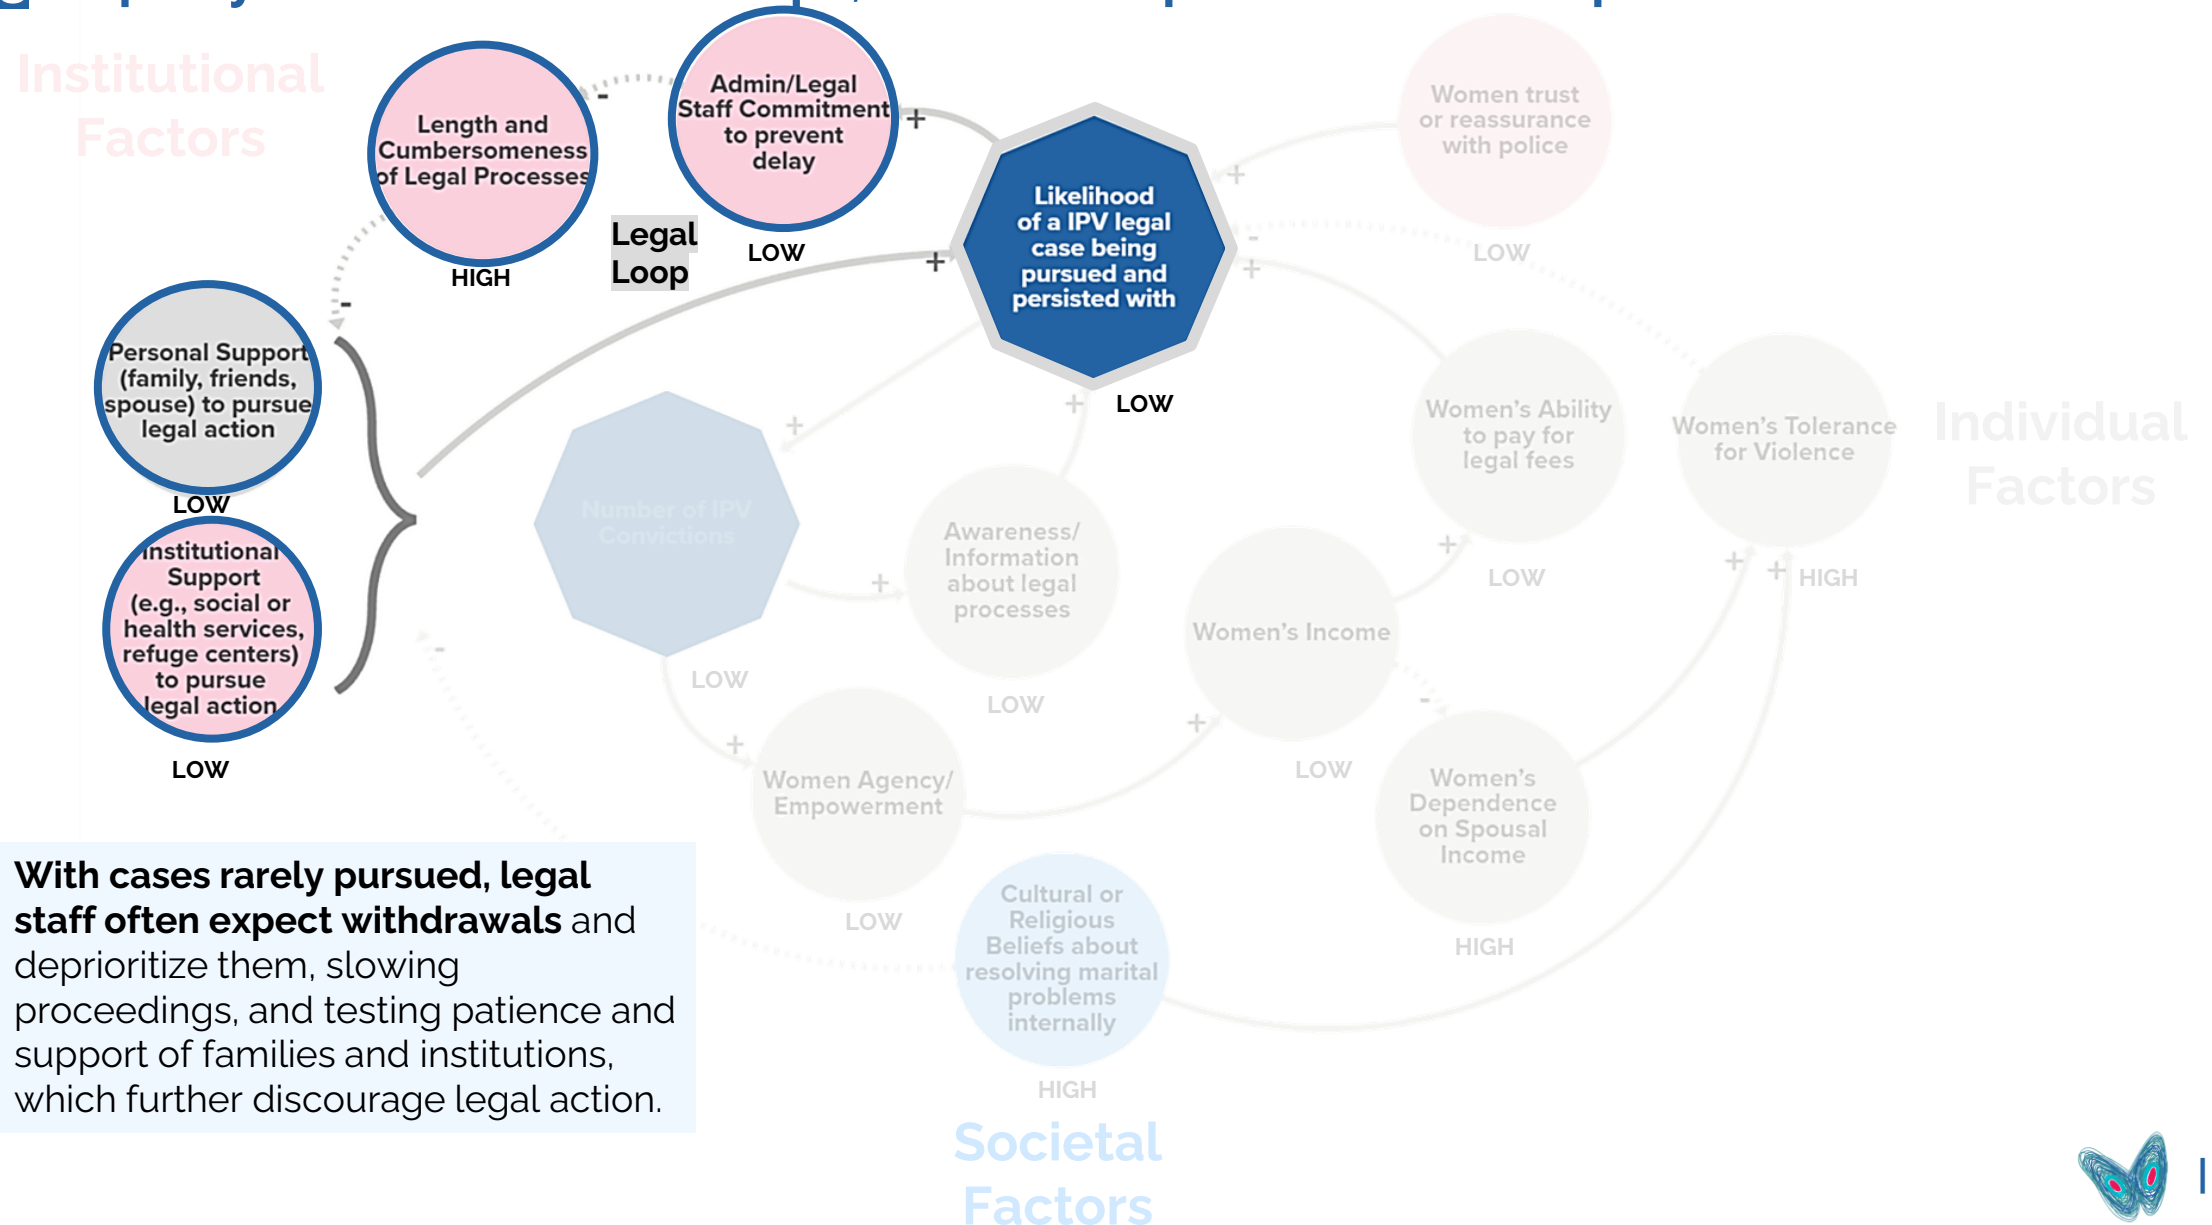 Institutional
Factors
Length and
Cumbersomeness
of Legal Processes
HIGH
-
Admin/Legal
Staff Commitment
to prevent
delay
LOW
+
Legal
Loop
Likelihood
of a IPV legal
case being
pursued and
persisted with
LOW
+
Women trust
or reassurance
with police
LOW
+
-
+
-
Personal Support
(family, friends,
spouse) to pursue
legal action
LOW
Institutional
Support
(e.g., social or
health services,
refuge centers)
to pursue
legal action
LOW
Number of IPV
Convictions
LOW
+
+
Awareness/
Information
about legal
processes
LOW
+
Women's Ability
to pay for
legal fees
LOW
+
Women's Tolerance
for Violence
HIGH
+
+
Individual
Factors
Women's Income
LOW
+
-
-
Women Agency/
Empowerment
LOW
+
Women's
Dependence
on Spousal
Income
HIGH
Cultural or
Religious
Beliefs about
resolving marital
problems
internally
HIGH
Societal
Factors
With cases rarely pursued, legal
staff often expect withdrawals and
deprioritize them, slowing
proceedings, and testing patience and
support of families and institutions,
which further discourage legal action.